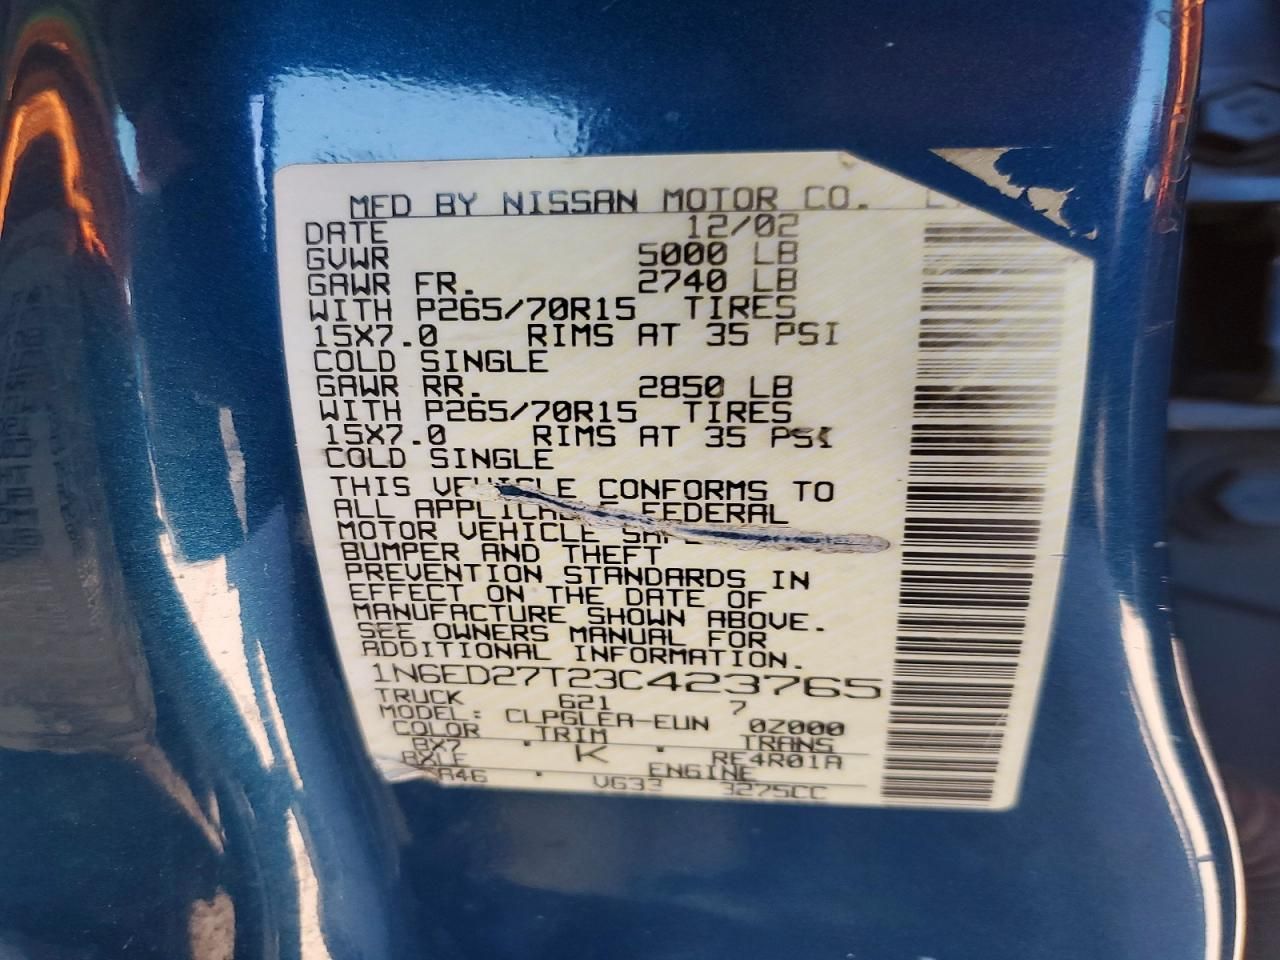 MFD BY NISSAN MOTOR CO.
DATE 12/02
GVWR 5000 LB
GAWR FR. 2740 LB
WITH P265/70R15 TIRES
15X7.0 RIMS AT 35 PSI
COLD SINGLE
GAWR RR. 2850 LB
WITH P265/70R15 TIRES
15X7.0 RIMS AT 35 PSI
COLD SINGLE
THIS VEHICLE CONFORMS TO
ALL FEDERAL
MOTOR VEHICLE
BUMPER AND THEFT
PREVENTION STANDARDS IN
EFFECT ON THE DATE OF
MANUFACTURE SHOWN ABOVE.
SEE OWNERS MANUAL FOR
ADDITIONAL INFORMATION.
1N6ED27T23C423765
TRUCK 621 7
MODEL: CLPGLEA-EUN 0Z000
COLOR TRIM TRANS
BX7 K RE4R01A
AXLE ENGINE
VG33 3275CC